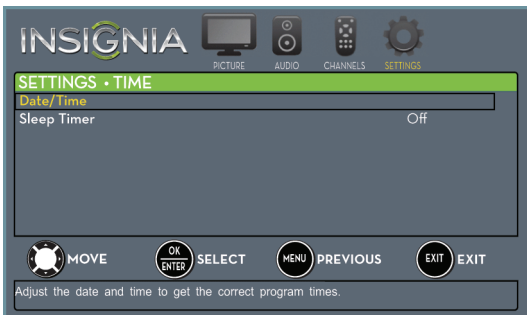 INSIGNIA
PICTURE AUDIO CHANNELS SETTINGS
SETTINGS • TIME
Date/Time
Sleep Timer Off
MOVE OK ENTER SELECT MENU PREVIOUS EXIT EXIT
Adjust the date and time to get the correct program times.